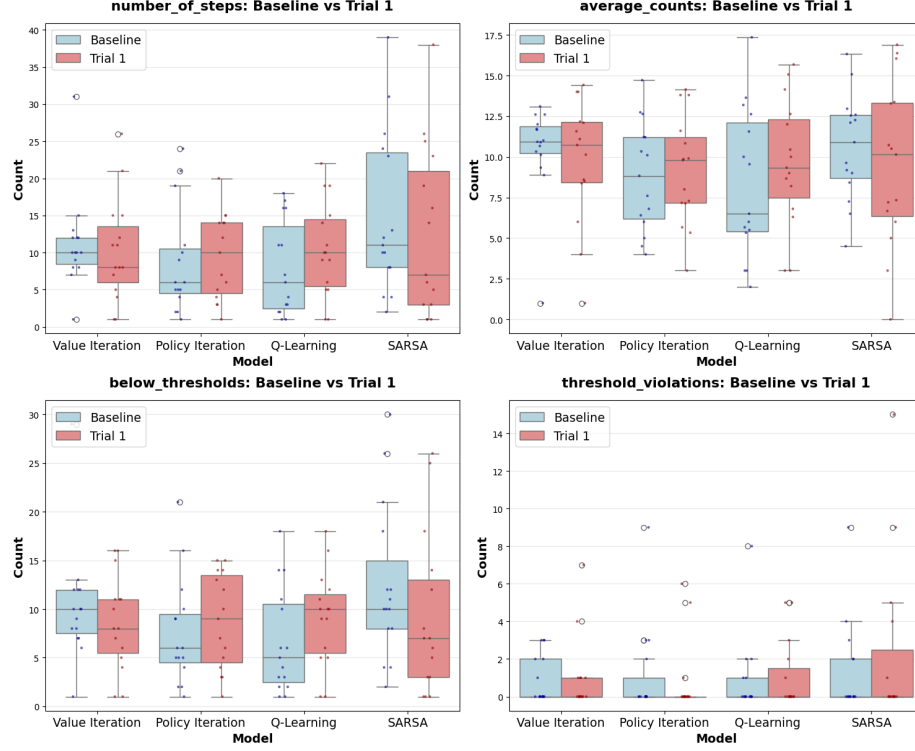 number_of_steps: Baseline vs Trial 1
40
35
30
25
20
15
10
5
0
Count
Baseline
Trial 1
Value Iteration Policy Iteration Q-Learning SARSA
Model
average_counts: Baseline vs Trial 1
17.5
15.0
12.5
10.0
7.5
5.0
2.5
0.0
Count
Baseline
Trial 1
Value Iteration Policy Iteration Q-Learning SARSA
Model
below_thresholds: Baseline vs Trial 1
30
25
20
15
10
5
0
Count
Baseline
Trial 1
Value Iteration Policy Iteration Q-Learning SARSA
Model
threshold_violations: Baseline vs Trial 1
14
12
10
8
6
4
2
0
Count
Baseline
Trial 1
Value Iteration Policy Iteration Q-Learning SARSA
Model